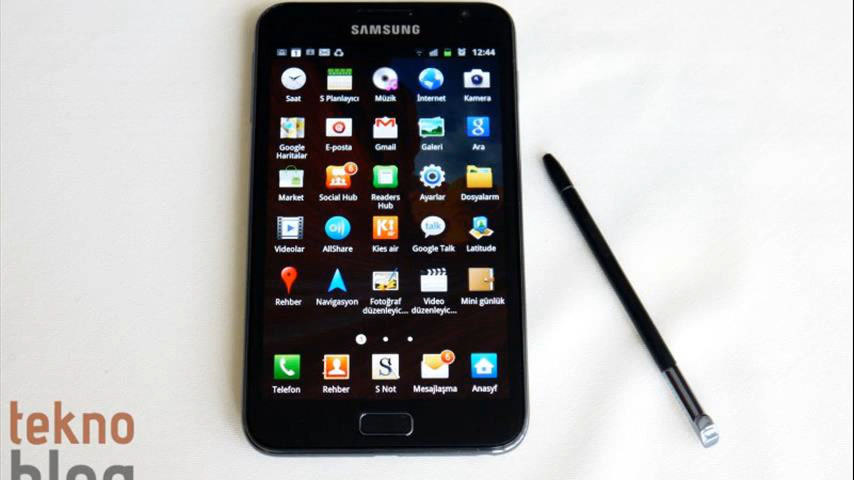 SAMSUNG
12:44
Saat
S Planlayıcı
Müzik
İnternet
Kamera
Google
Haritalar
E-posta
Gmail
Galeri
Ara
Market
Social Hub
Readers
Hub
Ayarlar
Dosyalarm
Videolar
AllShare
Kies air
Google Talk
Latitude
Rehber
Navigasyon
Fotoğraf
düzenleyic...
Video
düzenleyic...
Mini günlük
Telefon
Rehber
S Not
Mesajlaşma
Anasyf
tekno
blog